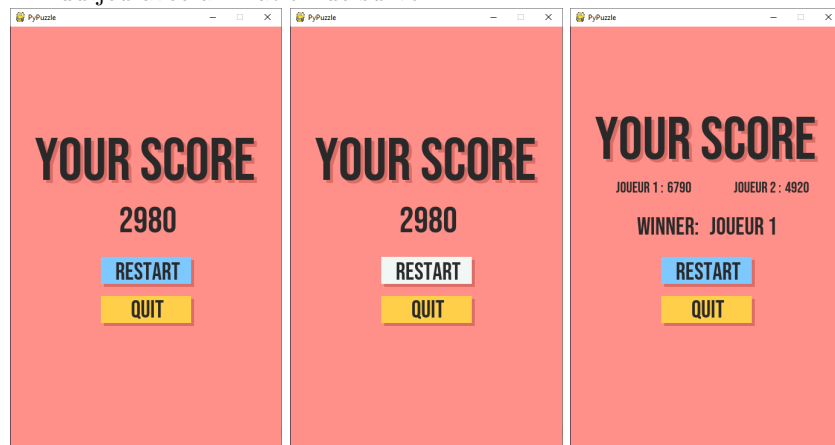 PyPuzzle
YOUR SCORE
2980
RESTART
QUIT
PyPuzzle
YOUR SCORE
2980
RESTART
QUIT
PyPuzzle
YOUR SCORE
JOUEUR 1 : 6790 JOUEUR 2 : 4920
WINNER: JOUEUR 1
RESTART
QUIT